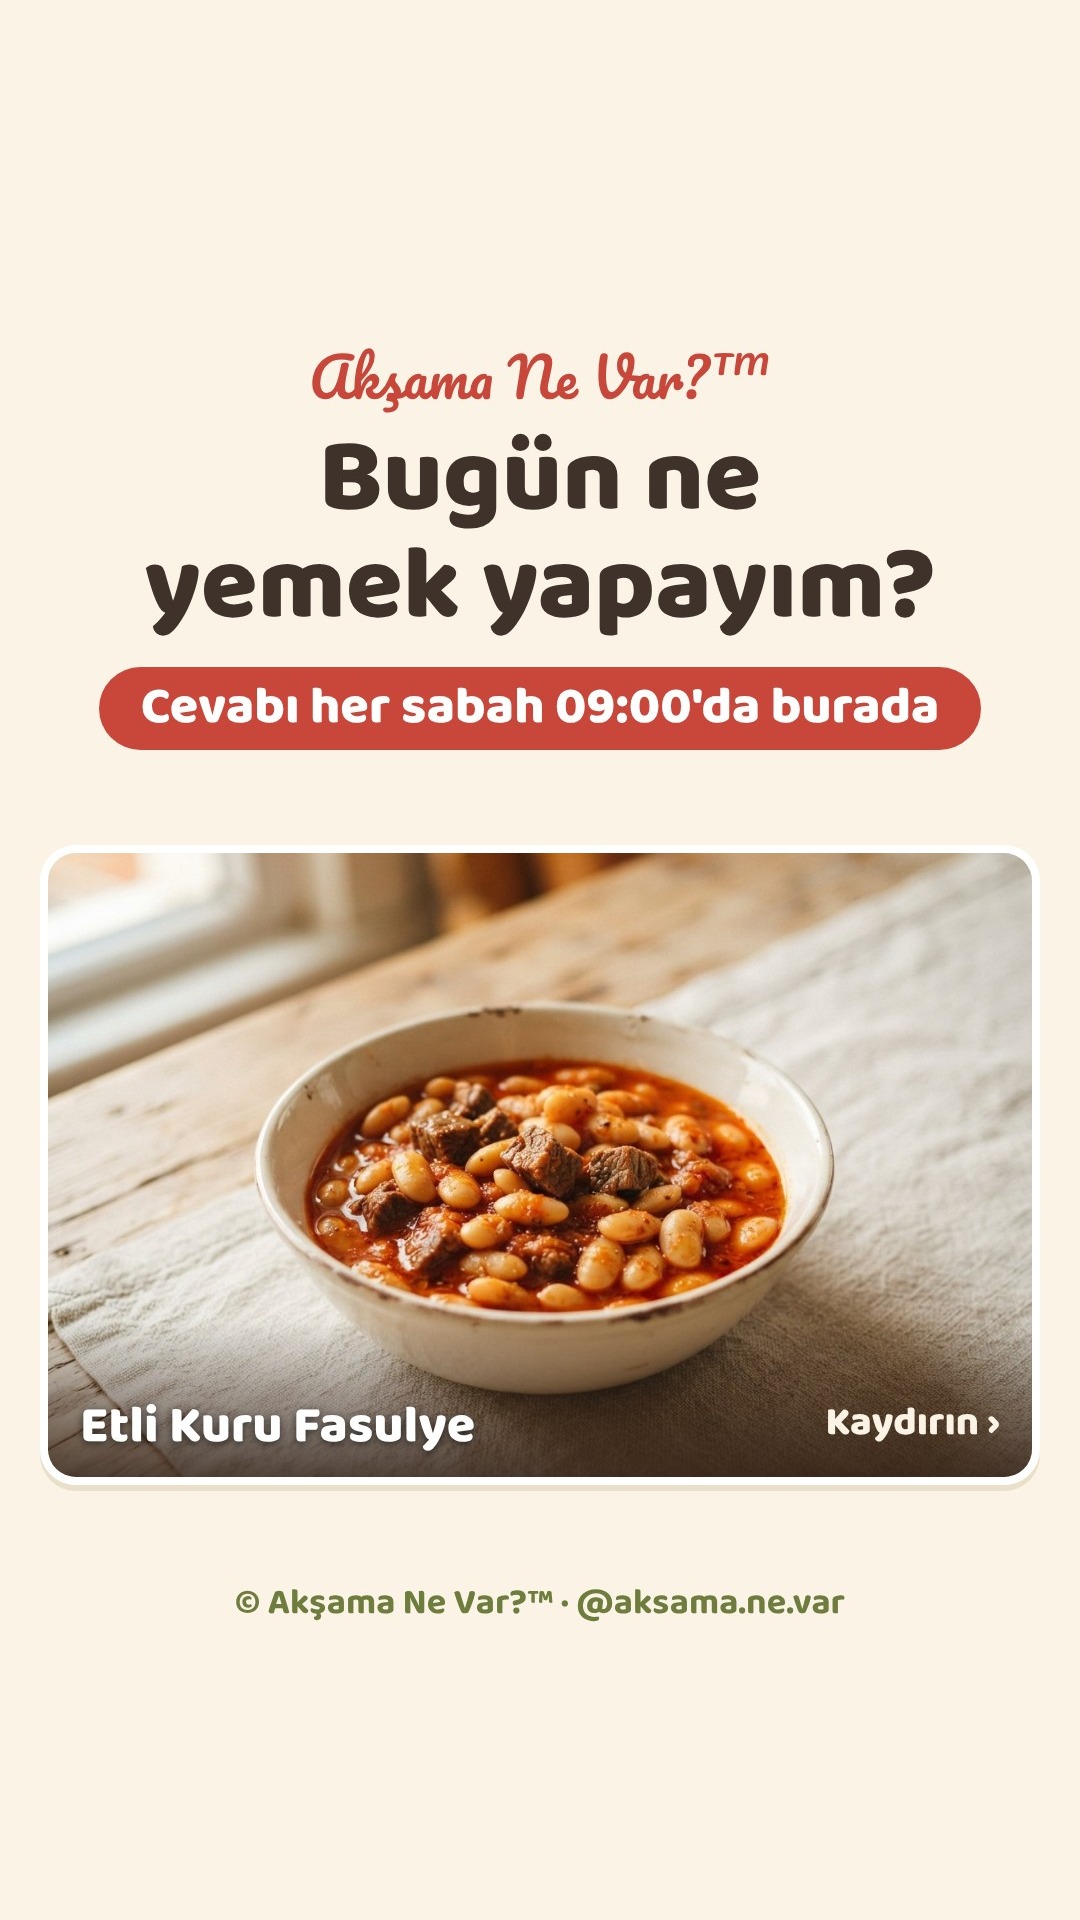 Akşama Ne Var?™
Bugün ne
yemek yapayım?
Cevabı her sabah 09:00'da burada
Etli Kuru Fasulye
Kaydırın ›
© Akşama Ne Var?™ · @aksama.ne.var